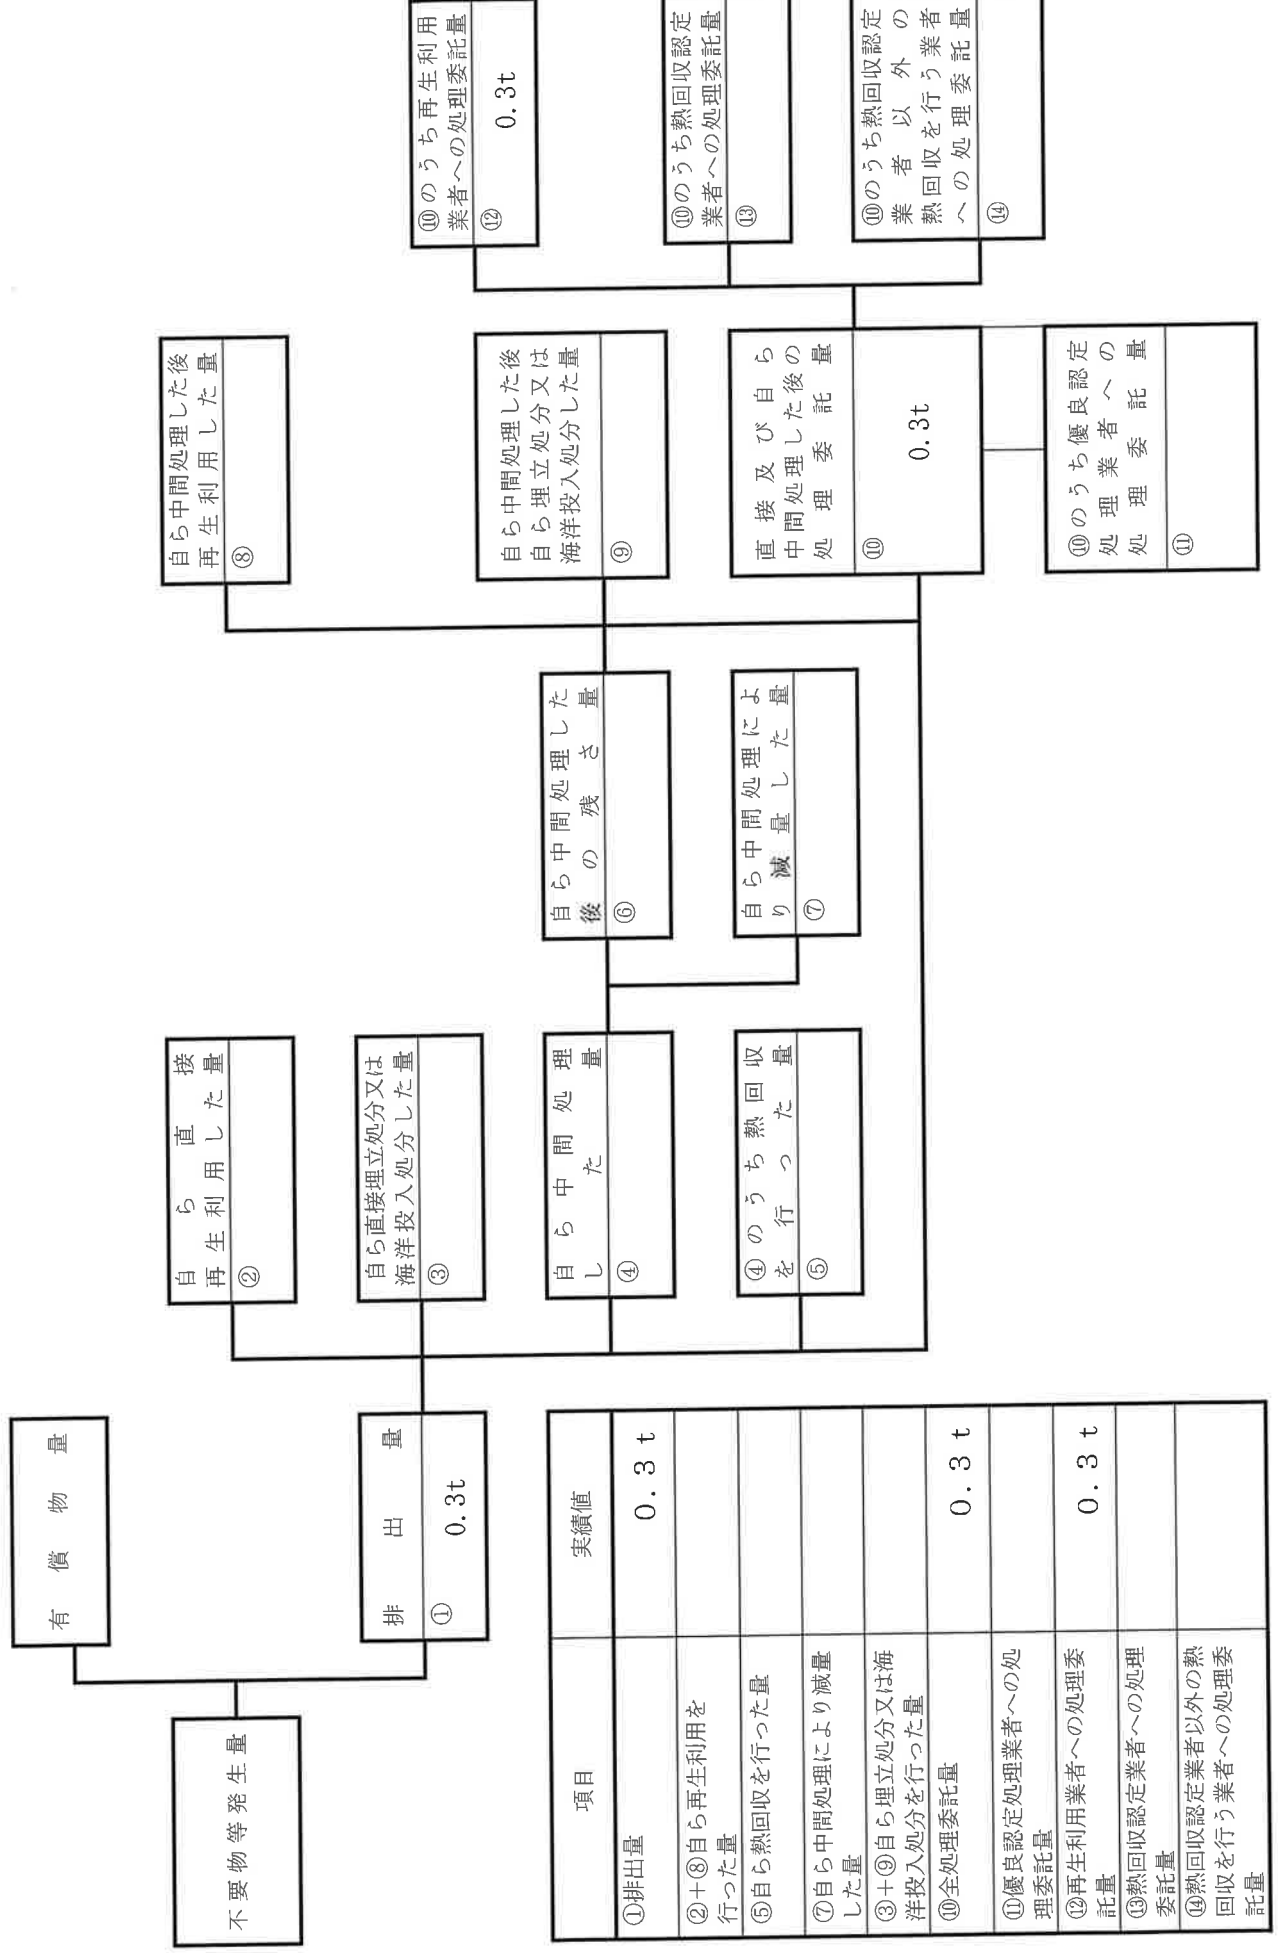 有償物量
不要物等発生量
排出量
①
0.3t
自ら直接
再生利用した量
②
自ら直接埋立処分又は
海洋投入処分した量
③
自ら中間処理
した量
④
④のうち熱回収
を行った量
⑤
自ら中間処理した
後の残さ量
⑥
自ら中間処理によ
り減量した量
⑦
自ら中間処理した後
再生利用した量
⑧
自ら中間処理した後
自ら埋立処分又は
海洋投入処分した量
⑨
直接及び自ら
中間処理した後の
処理委託量
⑩
0.3t
⑩のうち優良認定
処理業者への
処理委託量
⑪
⑩のうち再生利用
業者への処理委託量
⑫
0.3t
⑩のうち熱回収認定
業者への処理委託量
⑬
⑩のうち熱回収認定
業者以外の
熱回収を行う業者
への処理委託量
⑭
項目 実績値
①排出量 0.3t
②+⑧自ら再生利用を
行った量
⑤自ら熱回収を行った量
⑦自ら中間処理により減量
した量
③+⑨自ら埋立処分又は海
洋投入処分を行った量
⑩全処理委託量 0.3t
⑪優良認定処理業者への処
理委託量
⑫再生利用業者への処理委
託量 0.3t
⑬熱回収認定業者への処理
委託量
⑭熱回収認定業者以外の熱
回収を行う業者への処理委
託量